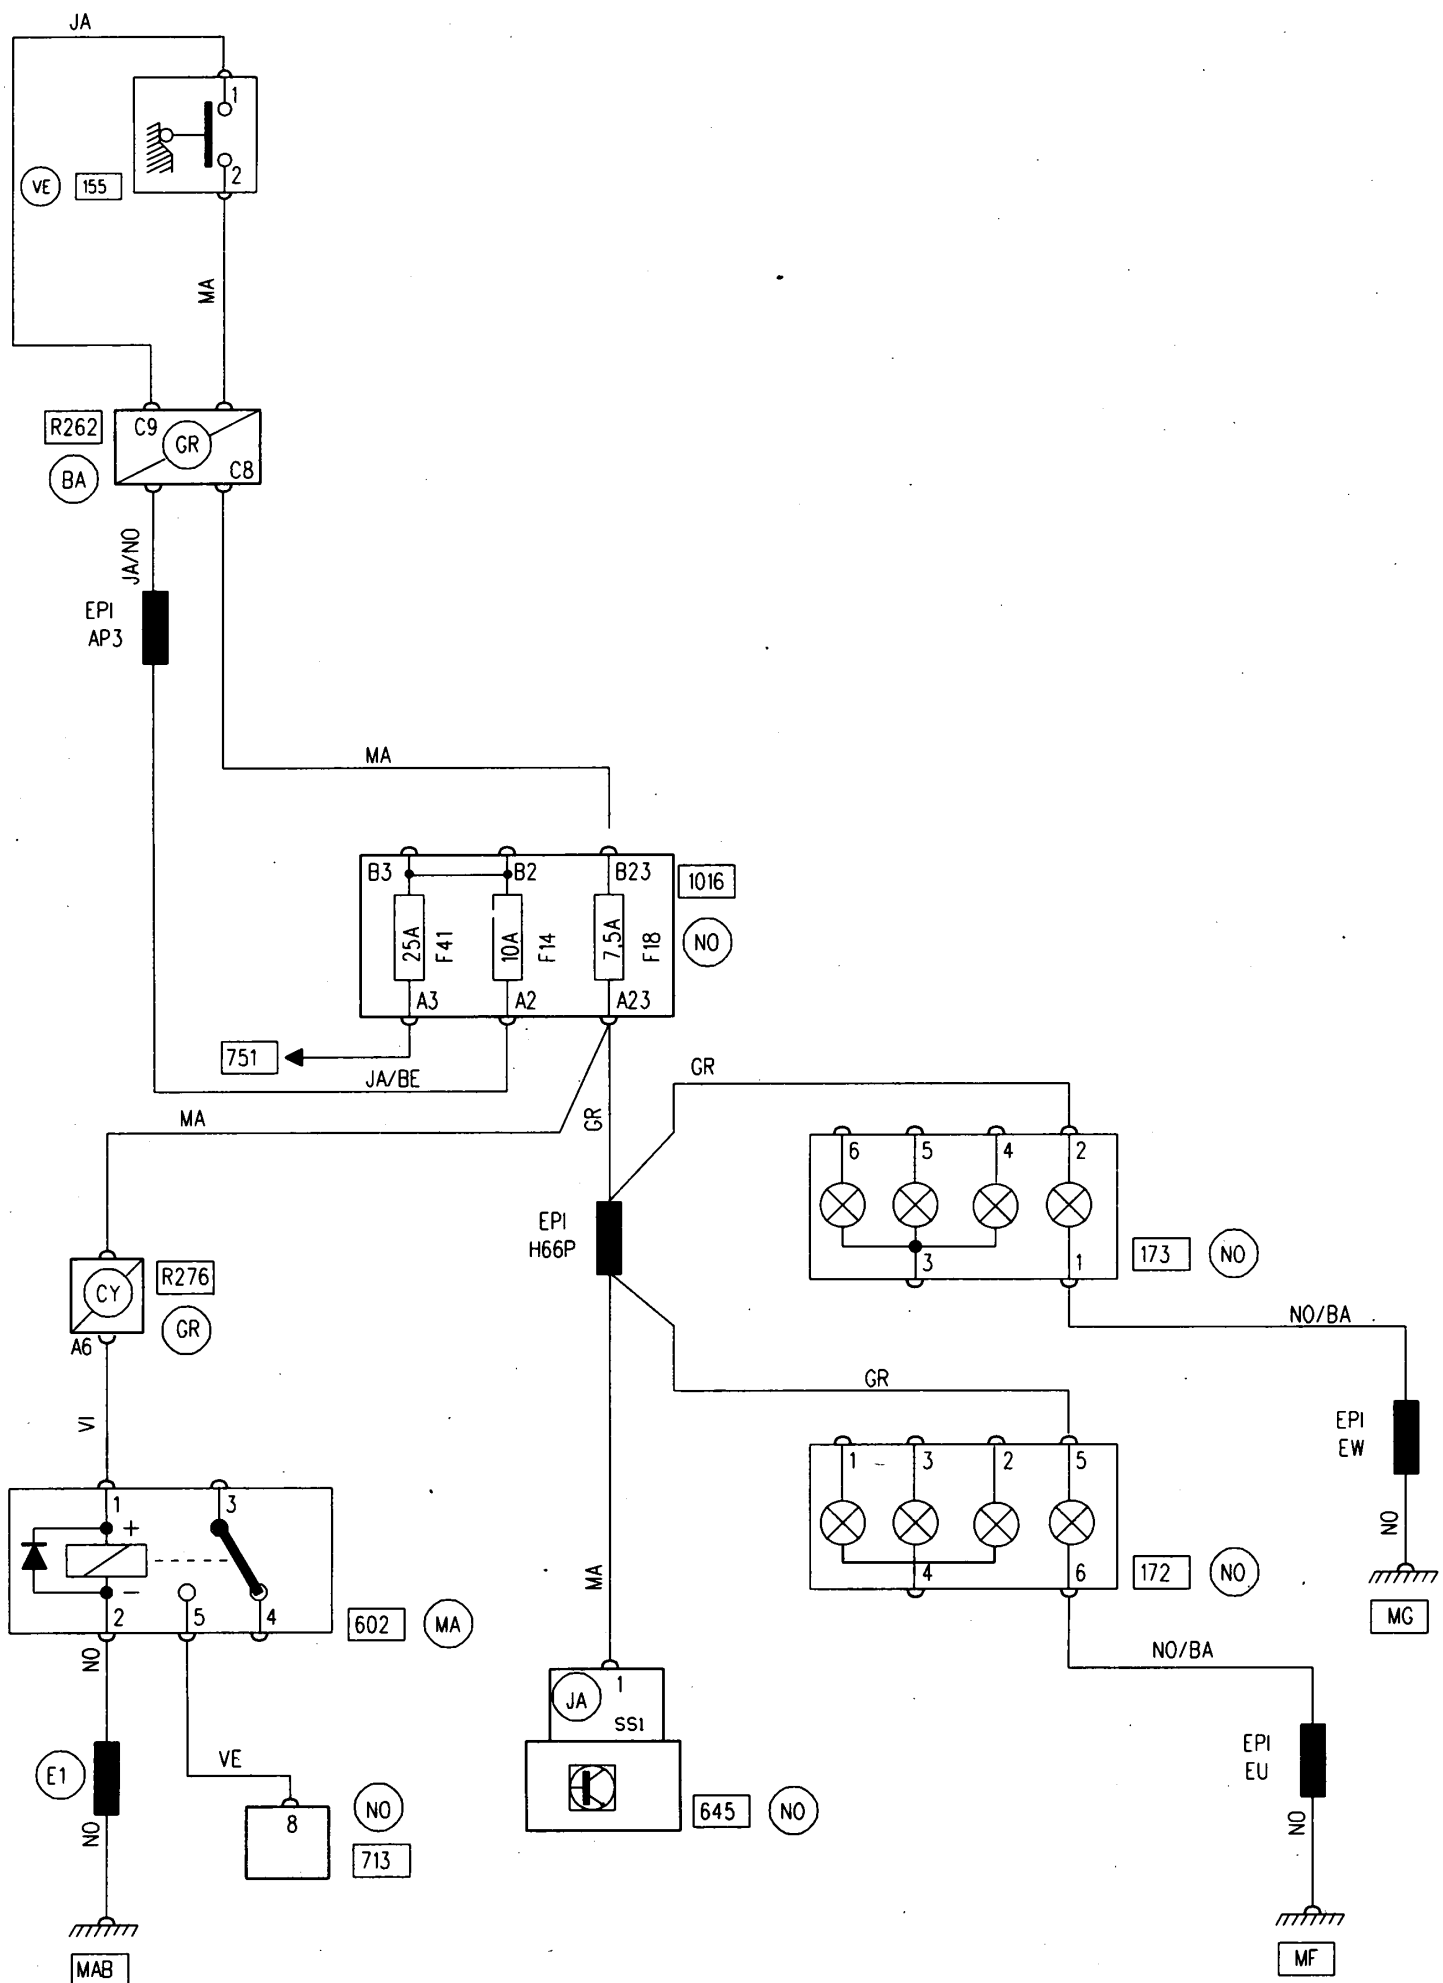 JA
1
2
VE 155
MA
R262 C9 GR
BA C8
JA/NO
EPI
AP3
MA
B3 B2 B23 1016
25A F41 10A F14 7,5A F18 NO
A3 A2 A23
751
JA/BE
GR
MA
GR
6 5 4 2
EPI
H66P
3 1 173 NO
CY R276
A6 GR
NO/BA
GR
VI
EPI
EW
1 3 2 5
1 3
+
−
NO
4 6 172 NO
2 5 4 602 MA
MA
MG
NO
NO/BA
JA 1
SS1
E1
VE
EPI
EU
NO
8 NO
713
645 NO
NO
MAB
MF